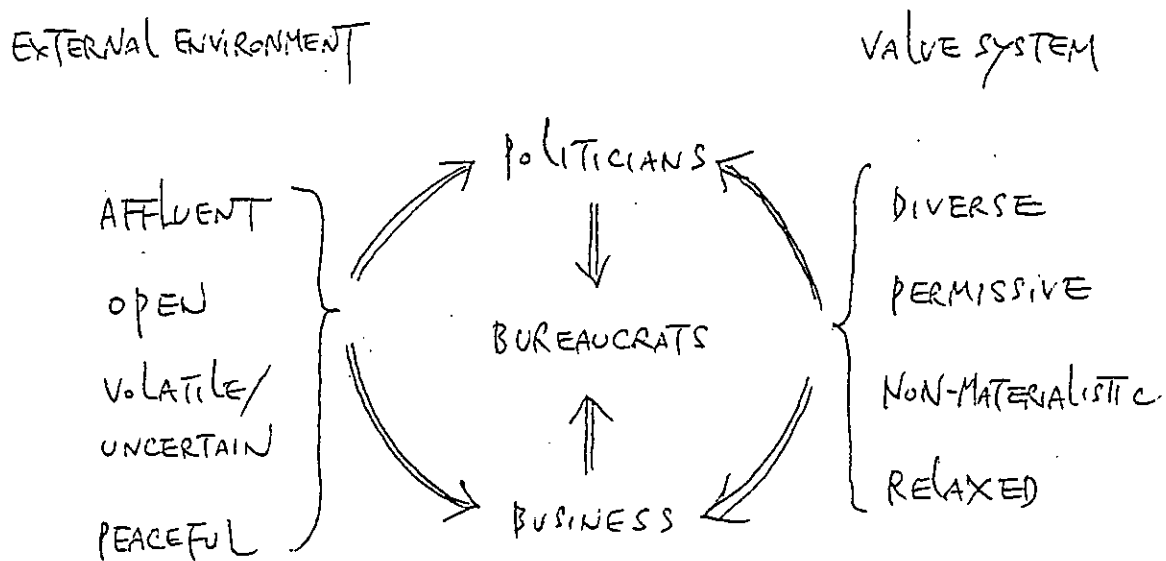 EXTERNAL ENVIRONMENT
VALUE SYSTEM
POLITICIANS
AFFLUENT
OPEN
VOLATILE/
UNCERTAIN
PEACEFUL
BUREAUCRATS
BUSINESS
DIVERSE
PERMISSIVE
NON-MATERIALISTIC
RELAXED